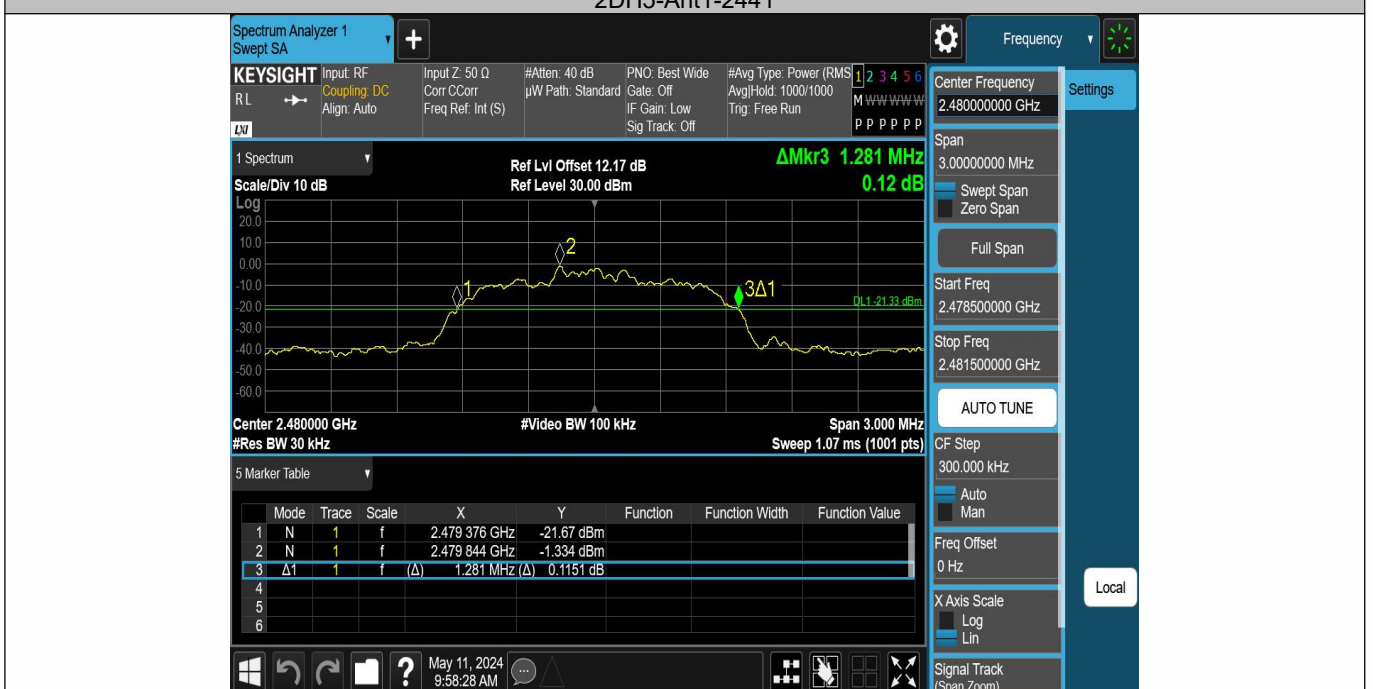 2DH5-Ant1-2441
Spectrum Analyzer 1
Swept SA
+
Frequency
KEYSIGHT
RL
LXI
Input: RF
Coupling: DC
Align: Auto
Input Z: 50 Ω
Corr CCorr
Freq Ref: Int (S)
#Atten: 40 dB
µW Path: Standard
PNO: Best Wide
Gate: Off
IF Gain: Low
Sig Track: Off
#Avg Type: Power (RMS
Avg|Hold: 1000/1000
Trig: Free Run
1 2 3 4 5 6
M W W W W W
P P P P P P
1 Spectrum
Scale/Div 10 dB
Ref Lvl Offset 12.17 dB
Ref Level 30.00 dBm
ΔMkr3 1.281 MHz
0.12 dB
Log
20.0
10.0
0.00
-10.0
-20.0
-30.0
-40.0
-50.0
-60.0
1
2
3Δ1
DL1 -21.33 dBm
Center 2.480000 GHz
#Video BW 100 kHz
Span 3.000 MHz
#Res BW 30 kHz
Sweep 1.07 ms (1001 pts)
5 Marker Table
Mode Trace Scale X Y Function Function Width Function Value
1 N 1 f 2.479 376 GHz -21.67 dBm
2 N 1 f 2.479 844 GHz -1.334 dBm
3 Δ1 1 f (Δ) 1.281 MHz (Δ) 0.1151 dB
4
5
6
?
May 11, 2024
9:58:28 AM
Center Frequency
2.480000000 GHz
Settings
Span
3.00000000 MHz
Swept Span
Zero Span
Full Span
Start Freq
2.478500000 GHz
Stop Freq
2.481500000 GHz
AUTO TUNE
CF Step
300.000 kHz
Auto
Man
Freq Offset
0 Hz
Local
X Axis Scale
Log
Lin
Signal Track
(Span Zoom)